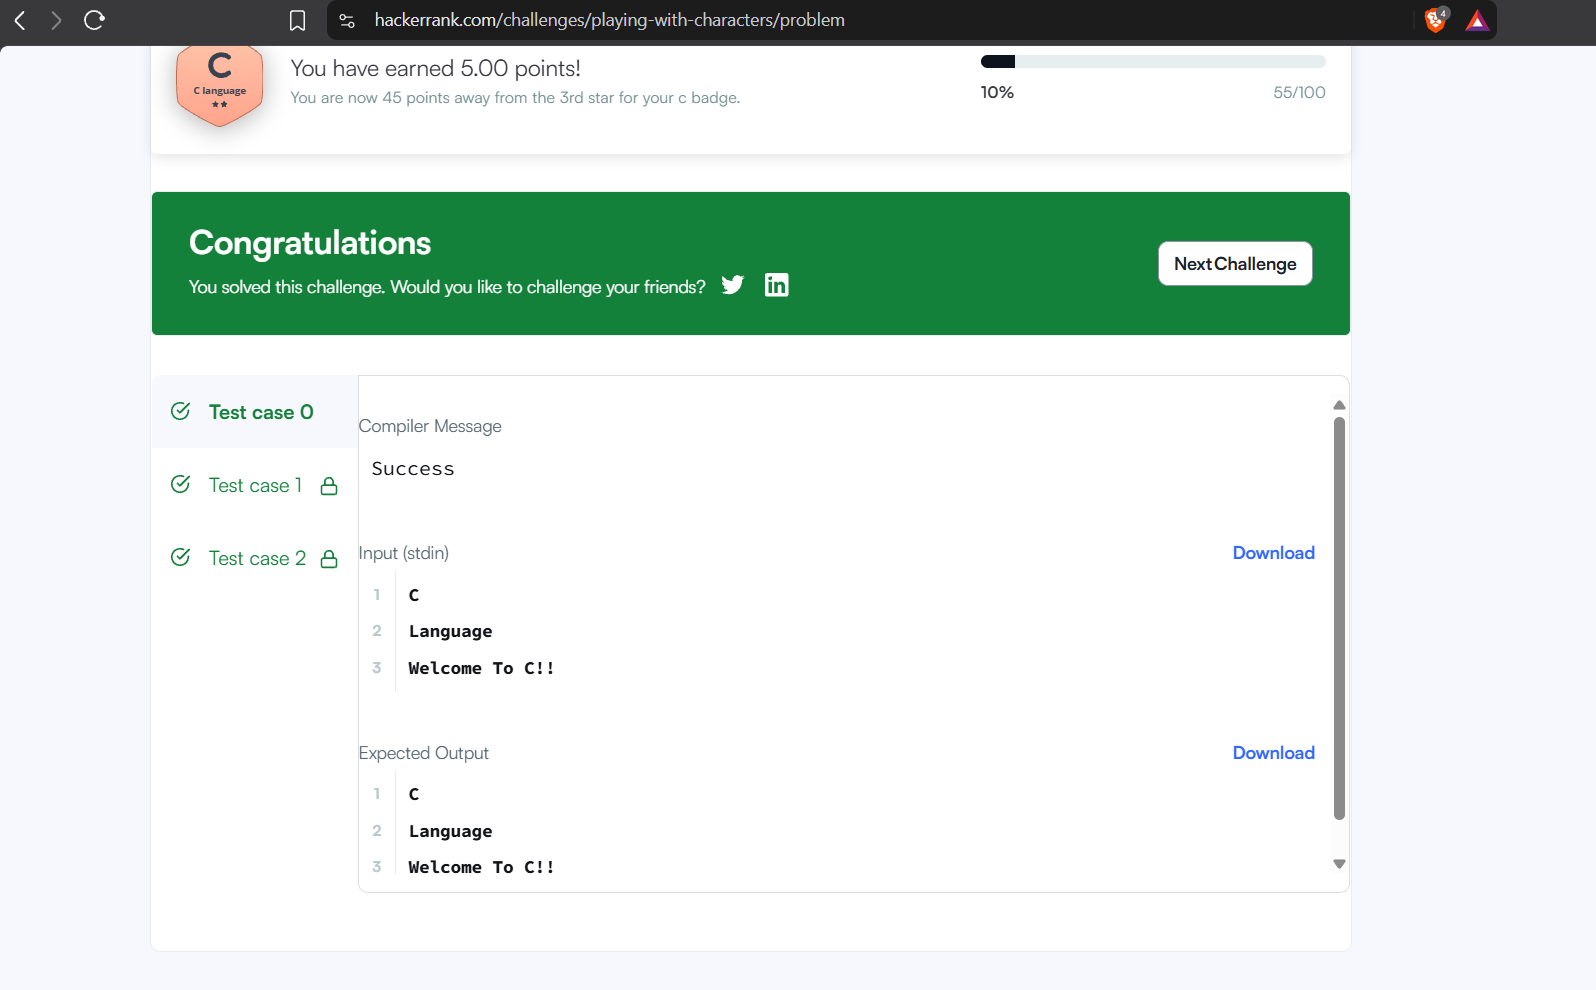 hackerrank.com/challenges/playing-with-characters/problem
4
C
C language
You have earned 5.00 points!
You are now 45 points away from the 3rd star for your c badge.
10%
55/100
Congratulations
You solved this challenge. Would you like to challenge your friends?
in
Next Challenge
Test case 0
Test case 1
Test case 2
Compiler Message
Success
Input (stdin)
Download
1 C
2 Language
3 Welcome To C!!
Expected Output
Download
1 C
2 Language
3 Welcome To C!!